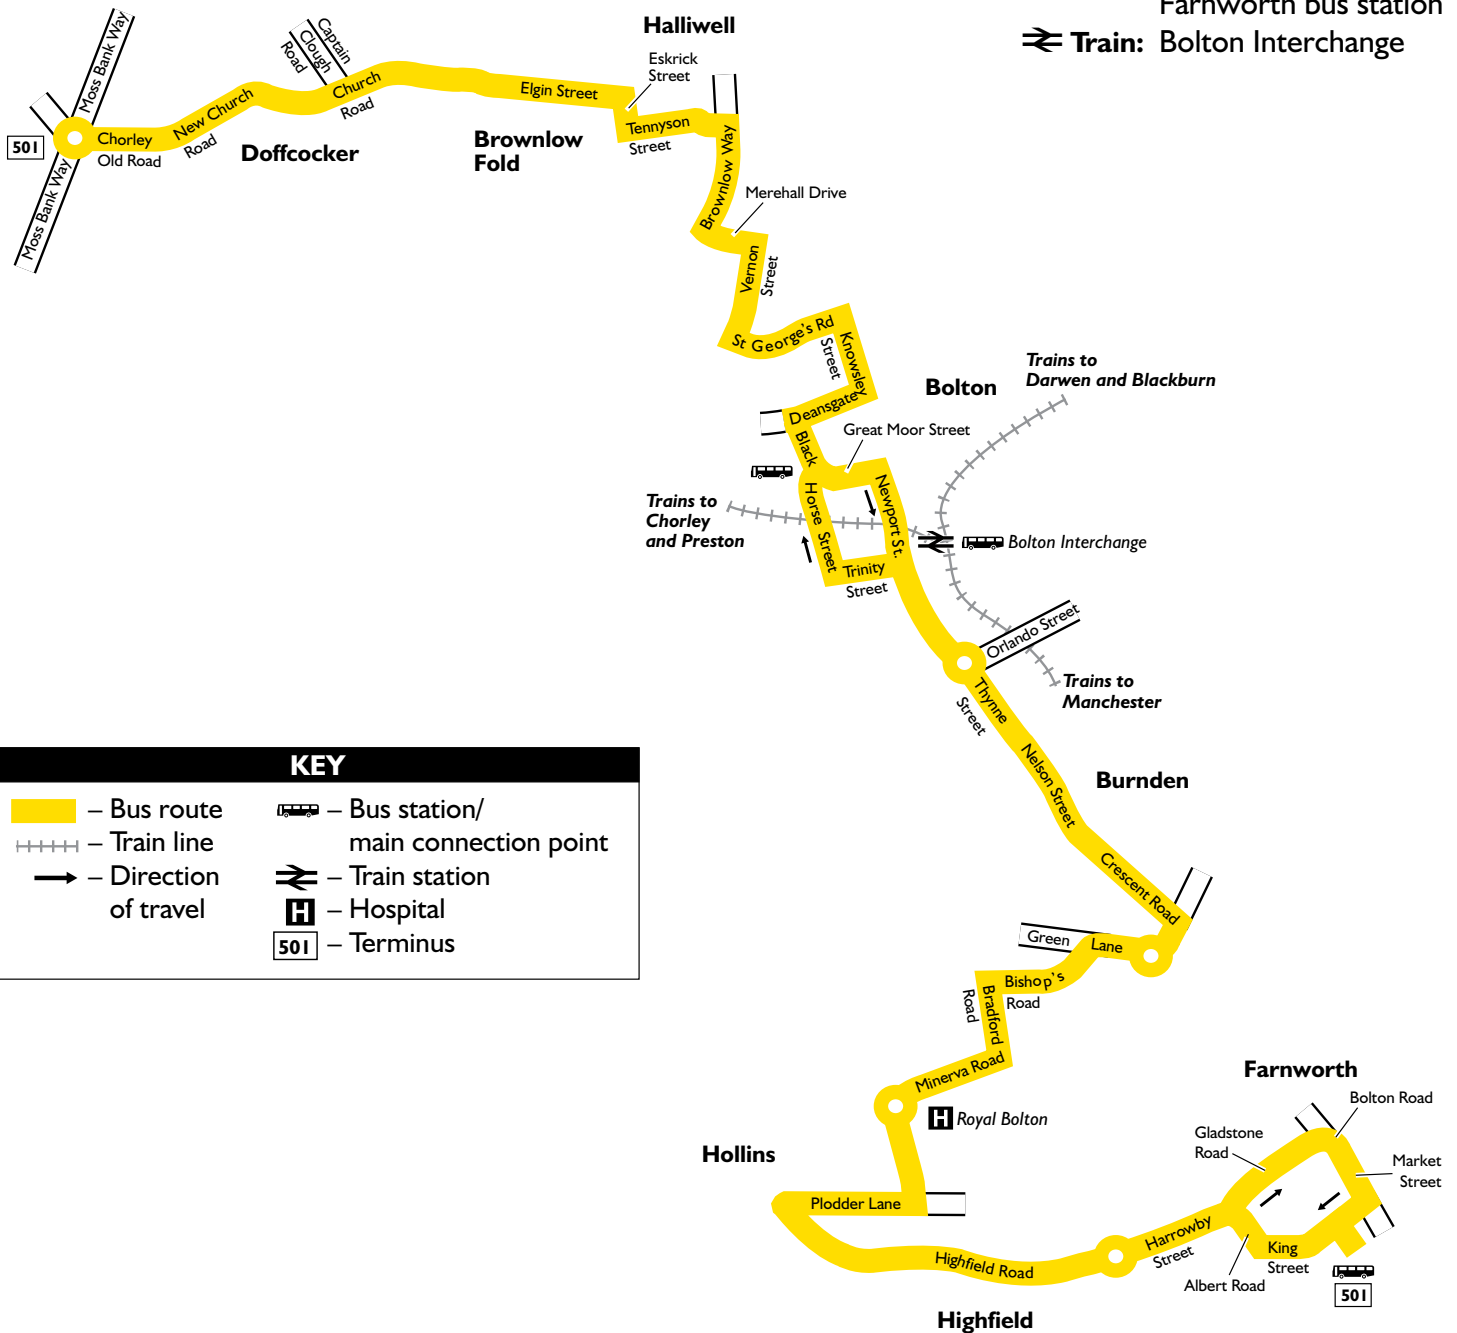 Farnworth bus station
Train: Bolton Interchange
Halliwell
Eskrick
Street
Moss Bank Way
Captain
Clough
Road
Church
Road
Elgin Street
Tennyson
Street
New Church
Road
Chorley
Old Road
501
Moss Bank Way
Doffcocker
Brownlow
Fold
Brownlow Way
Merehall Drive
Vernon
Street
St George's Rd
Knowsley
Street
Deansgate
Bolton
Trains to
Darwen and Blackburn
Great Moor Street
Black
Horse Street
Newport St.
Trains to
Chorley
and Preston
Bolton Interchange
Trinity
Street
Orlando Street
Trains to
Manchester
Thynne
Street
Nelson Street
Burnden
Crescent Road
KEY
– Bus route
– Train line
– Direction
of travel
– Bus station/
main connection point
– Train station
H – Hospital
501 – Terminus
Green Lane
Bishop's
Road
Bradford
Road
Minerva Road
H Royal Bolton
Hollins
Plodder Lane
Highfield Road
Highfield
Harrowby
Street
Farnworth
Bolton Road
Gladstone
Road
Market
Street
King
Street
Albert Road
501